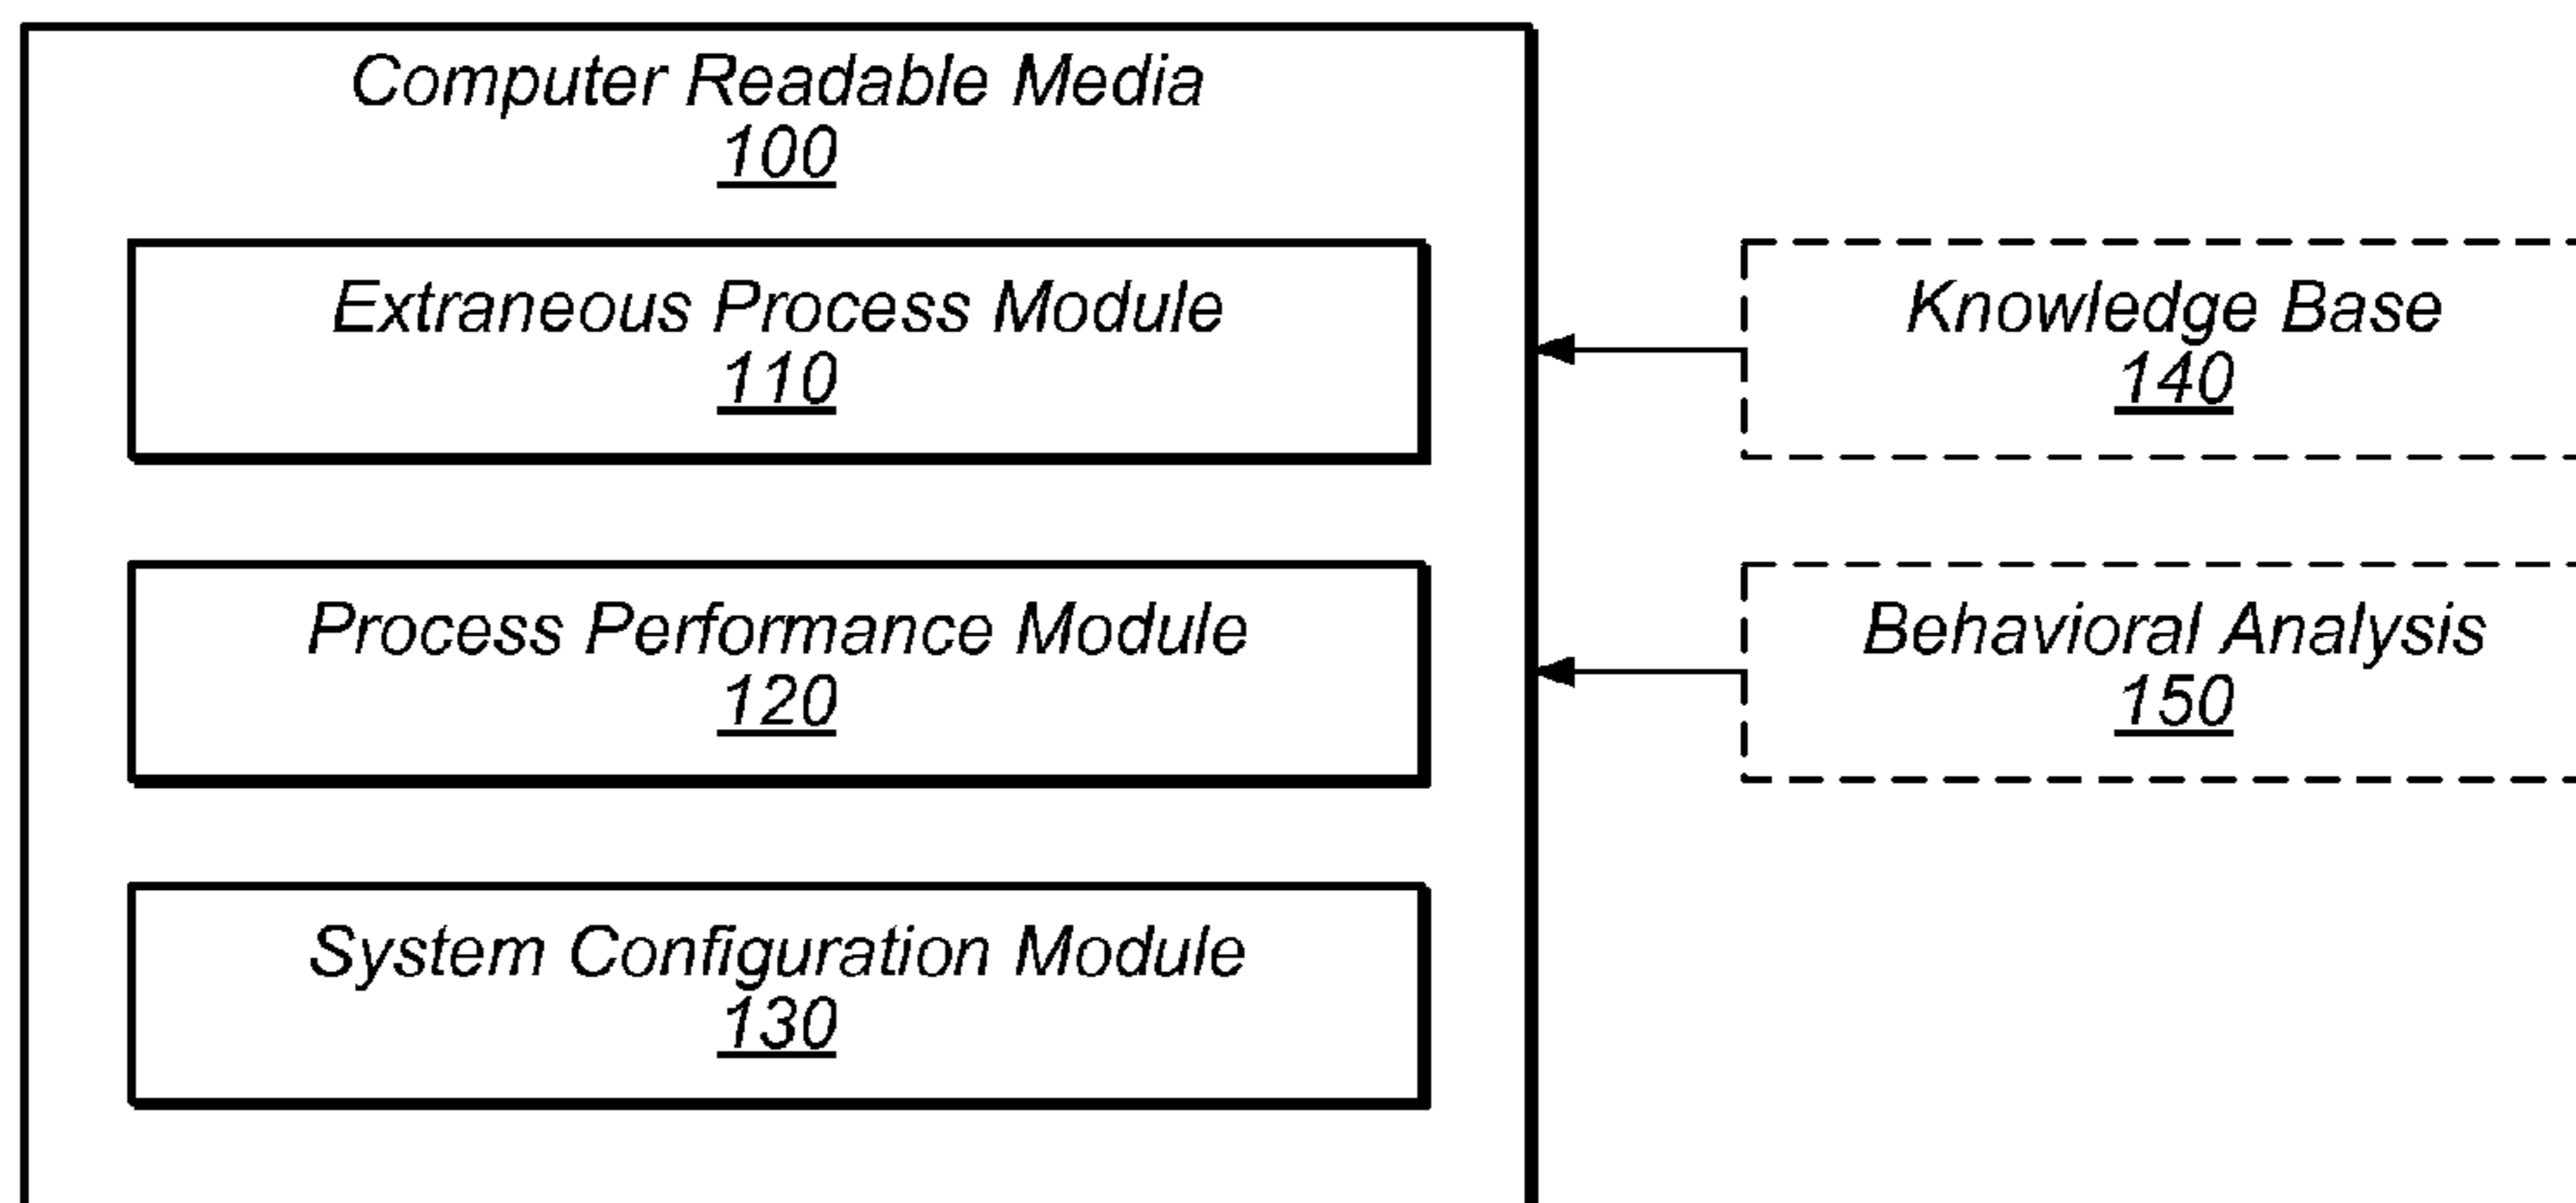 Computer Readable Media
100
Extraneous Process Module
110
Process Performance Module
120
System Configuration Module
130
Knowledge Base
140
Behavioral Analysis
150